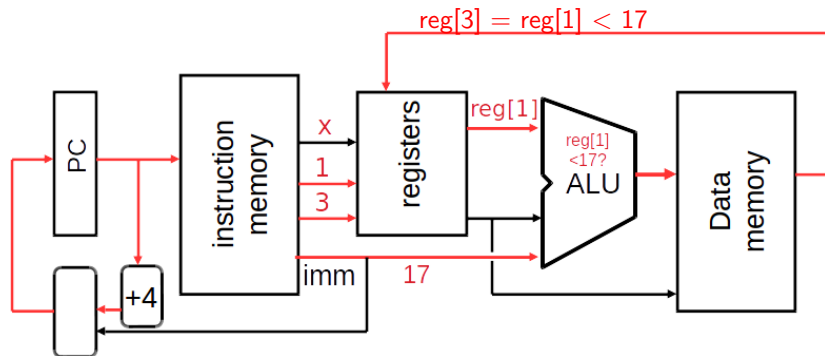 reg[3] = reg[1] < 17
PC
instruction
memory
x
1
3
imm
registers
reg[1]
17
reg[1]
<17?
ALU
Data
memory
+4